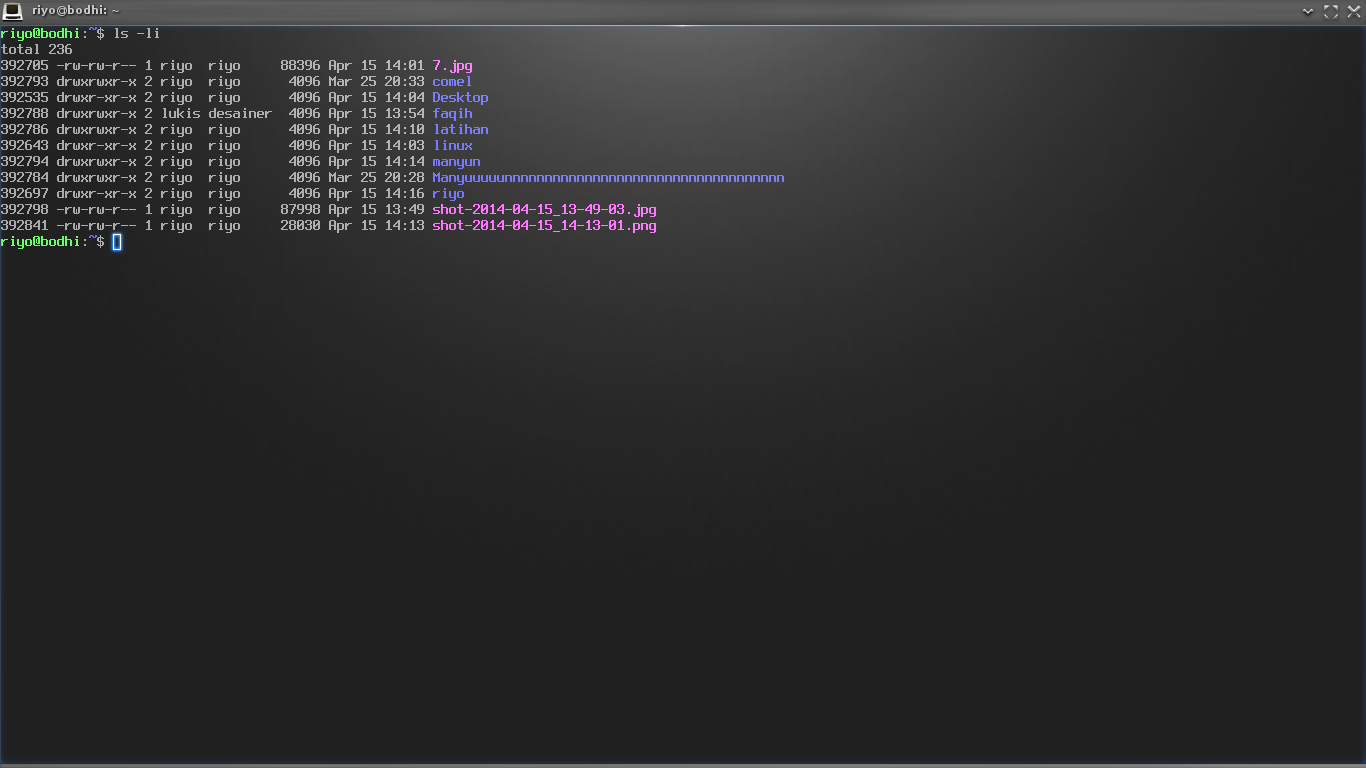 riyo@bodhi: ~
riyo@bodhi:~$ ls -li
total 236
392705 -rw-rw-r-- 1 riyo  riyo     88396 Apr 15 14:01 7.jpg
392793 drwxrwxr-x 2 riyo  riyo      4096 Mar 25 20:33 comel
392535 drwxr-xr-x 2 riyo  riyo      4096 Apr 15 14:04 Desktop
392788 drwxrwxr-x 2 lukis desainer  4096 Apr 15 13:54 faqih
392786 drwxrwxr-x 2 riyo  riyo      4096 Apr 15 14:10 latihan
392643 drwxrwxr-x 2 riyo  riyo      4096 Apr 15 14:03 linux
392794 drwxrwxr-x 2 riyo  riyo      4096 Apr 15 14:14 manyun
392784 drwxrwxr-x 2 riyo  riyo      4096 Mar 25 20:28 Manyuuuuunnnnnnnnnnnnnnnnnnnnnnnnnnnnnnnnnnn
392697 drwxr-xr-x 2 riyo  riyo      4096 Apr 15 14:16 riyo
392798 -rw-rw-r-- 1 riyo  riyo     87998 Apr 15 13:49 shot-2014-04-15_13-49-03.jpg
392841 -rw-rw-r-- 1 riyo  riyo     28030 Apr 15 14:13 shot-2014-04-15_14-13-01.png
riyo@bodhi:~$